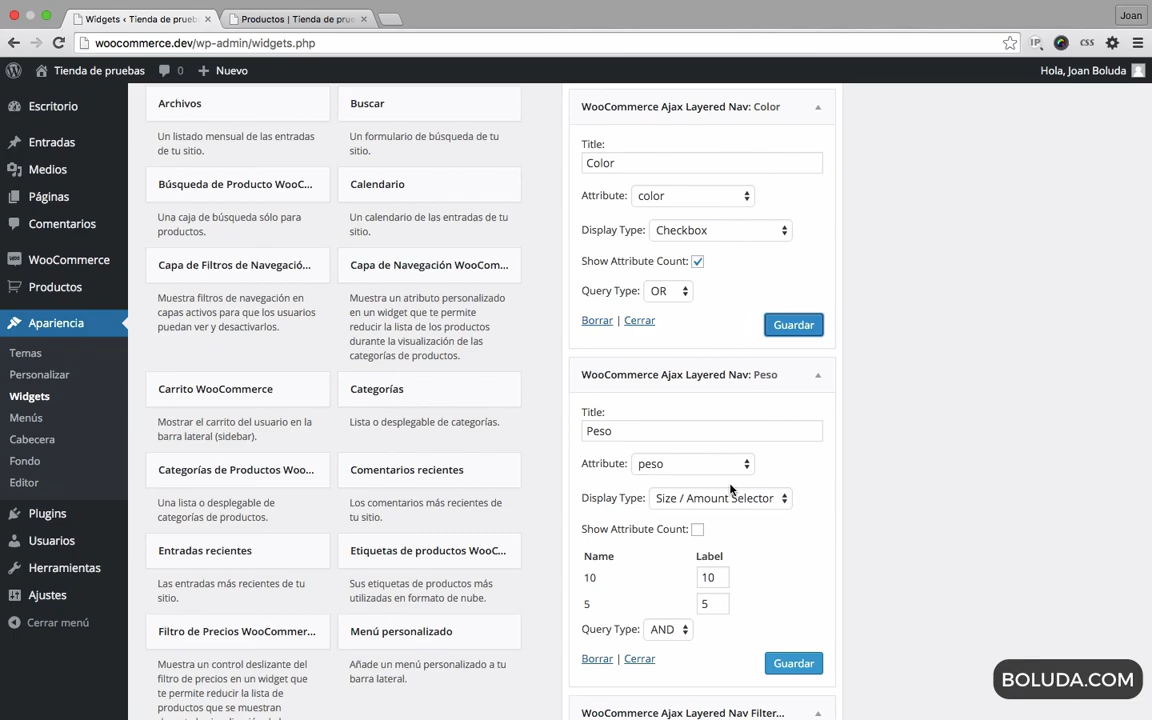 Widgets ‹ Tienda de prueb
Productos | Tienda de pru
Joan
woocommerce.dev/wp-admin/widgets.php
IP
CSS
Tienda de pruebas
0
Nuevo
Hola, Joan Boluda
Escritorio
Entradas
Medios
Páginas
Comentarios
WooCommerce
Productos
Apariencia
Temas
Personalizar
Widgets
Menús
Cabecera
Fondo
Editor
Plugins
Usuarios
Herramientas
Ajustes
Cerrar menú
Archivos
Un listado mensual de las entradas
de tu sitio.
Buscar
Un formulario de búsqueda de tu
sitio.
Búsqueda de Producto WooC...
Una caja de búsqueda sólo para
productos.
Calendario
Un calendario de las entradas de tu
sitio.
Capa de Filtros de Navegació...
Muestra filtros de navegación en
capas activos para que los usuarios
puedan ver y desactivarlos.
Capa de Navegación WooCom...
Muestra un atributo personalizado
en un widget que te permite
reducir la lista de los productos
durante la visualización de las
categorías de productos.
Carrito WooCommerce
Mostrar el carrito del usuario en la
barra lateral (sidebar).
Categorías
Lista o desplegable de categorías.
Categorías de Productos Woo...
Una lista o desplegable de
categorías de productos.
Comentarios recientes
Los comentarios más recientes de
tu sitio.
Entradas recientes
Las entradas más recientes de tu
sitio.
Etiquetas de productos WooC...
Sus etiquetas de productos más
utilizadas en formato de nube.
Filtro de Precios WooCommer...
Muestra un control deslizante del
filtro de precios en un widget que
te permite reducir la lista de
productos que se muestran
Menú personalizado
Añade un menú personalizado a tu
barra lateral.
WooCommerce Ajax Layered Nav: Color
Title:
Color
Attribute: color
Display Type: Checkbox
Show Attribute Count:
Query Type: OR
Borrar | Cerrar
Guardar
WooCommerce Ajax Layered Nav: Peso
Title:
Peso
Attribute: peso
Display Type: Size / Amount Selector
Show Attribute Count:
Name Label
10 10
5 5
Query Type: AND
Borrar | Cerrar
Guardar
WooCommerce Ajax Layered Nav Filter...
BOLUDA.COM